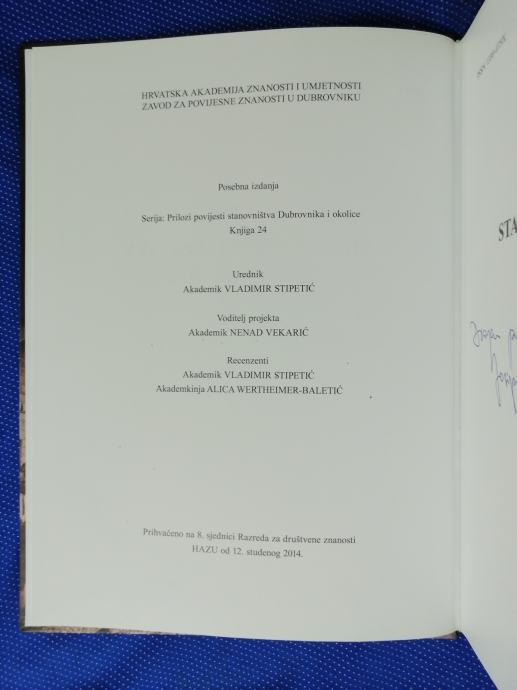 HRVATSKA AKADEMIJA ZNANOSTI I UMJETNOSTI
ZAVOD ZA POVIJESNE ZNANOSTI U DUBROVNIKU
Posebna izdanja
Serija: Prilozi povijesti stanovništva Dubrovnika i okolice
Knjiga 24
Urednik
Akademik VLADIMIR STIPETIĆ
Voditelj projekta
Akademik NENAD VEKARIĆ
Recenzenti
Akademik VLADIMIR STIPETIĆ
Akademkinja ALICA WERTHEIMER-BALETIĆ
Prihvaćeno na 8. sjednici Razreda za društvene znanosti
HAZU od 12. studenog 2014.
STA